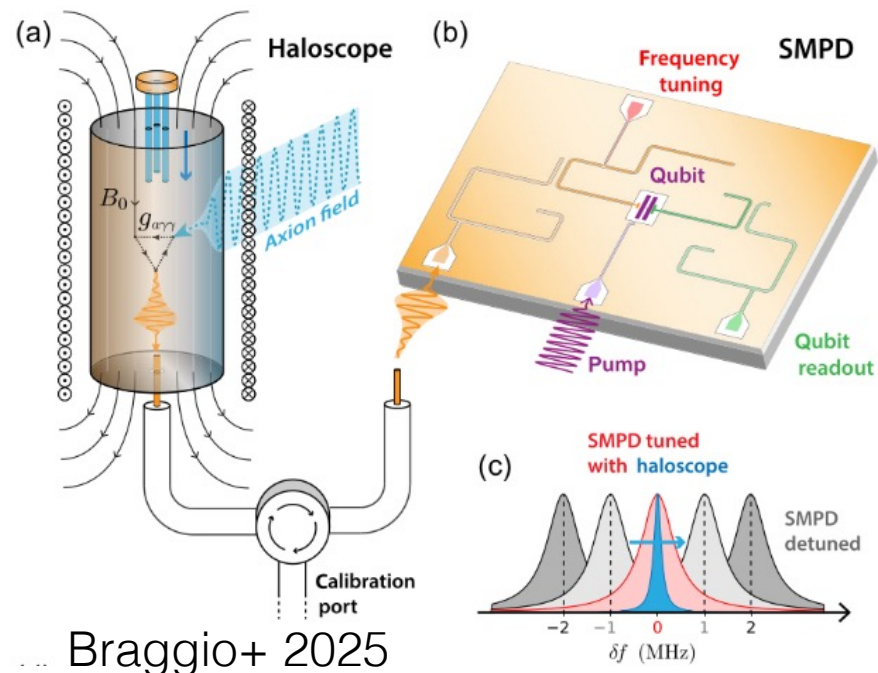 (a)
Haloscope
B₀
gₐγγ
Axion field
Calibration
port
(b)
SMPD
Frequency
tuning
Qubit
Pump
Qubit
readout
(c)
SMPD tuned
with haloscope
SMPD
detuned
-2 -1 0 1 2
δf (MHz)
Braggio+ 2025